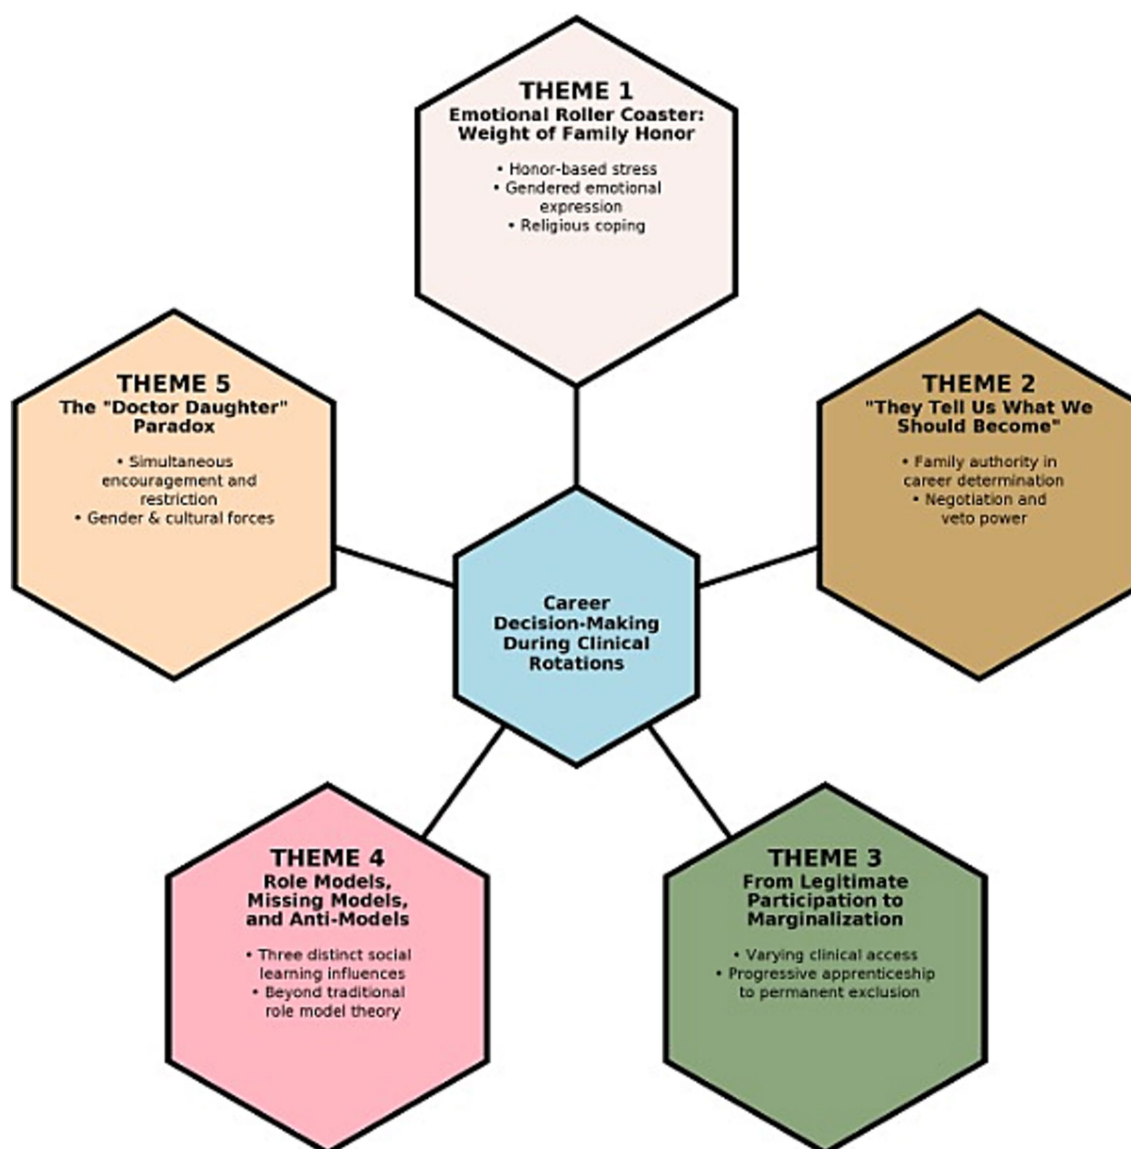 THEME 1
Emotional Roller Coaster:
Weight of Family Honor
• Honor-based stress
• Gendered emotional
expression
• Religious coping
THEME 5
The "Doctor Daughter"
Paradox
• Simultaneous
encouragement and
restriction
• Gender & cultural forces
THEME 2
"They Tell Us What We
Should Become"
• Family authority in
career determination
• Negotiation and
veto power
Career
Decision-Making
During Clinical
Rotations
THEME 4
Role Models,
Missing Models,
and Anti-Models
• Three distinct social
learning influences
• Beyond traditional
role model theory
THEME 3
From Legitimate
Participation to
Marginalization
• Varying clinical access
• Progressive apprenticeship
to permanent exclusion